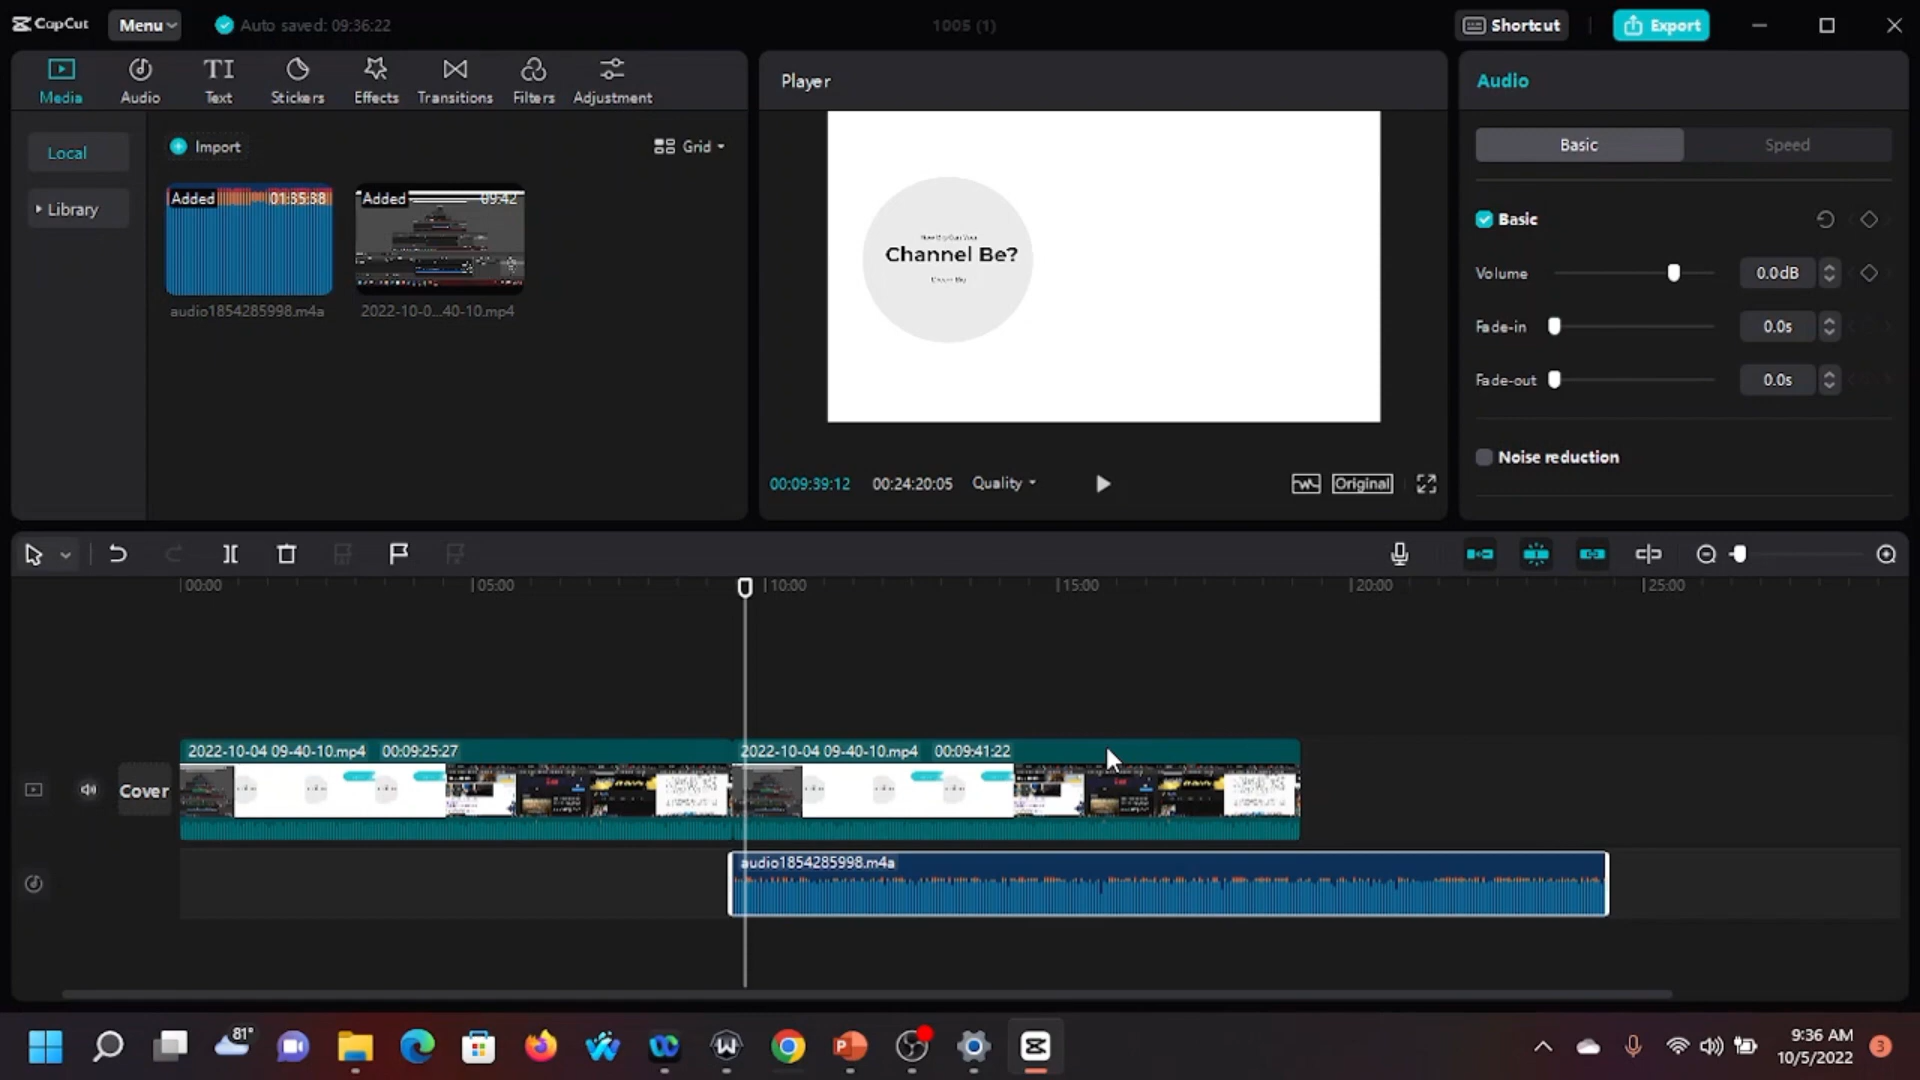 CapCut
Menu
Auto saved: 09:36:22
1005 (1)
Shortcut
Export
Media
Audio
TI
Text
Stickers
Effects
Transitions
Filters
Adjustment
Player
Audio
Local
Library
Import
Grid
Added
01:35:38
Added
09:42
audio1854285998.m4a
2022-10-0...40-10.mp4
Channel Be?
Basic
Speed
Basic
Volume
0.0dB
Fade-in
0.0s
Fade-out
0.0s
Noise reduction
00:09:39:12
00:24:20:05
Quality
Original
00:00
05:00
10:00
15:00
20:00
25:00
2022-10-04 09-40-10.mp4 00:09:25:27
2022-10-04 09-40-10.mp4 00:09:41:22
Cover
audio1854285998.m4a
81°
9:36 AM
10/5/2022
3